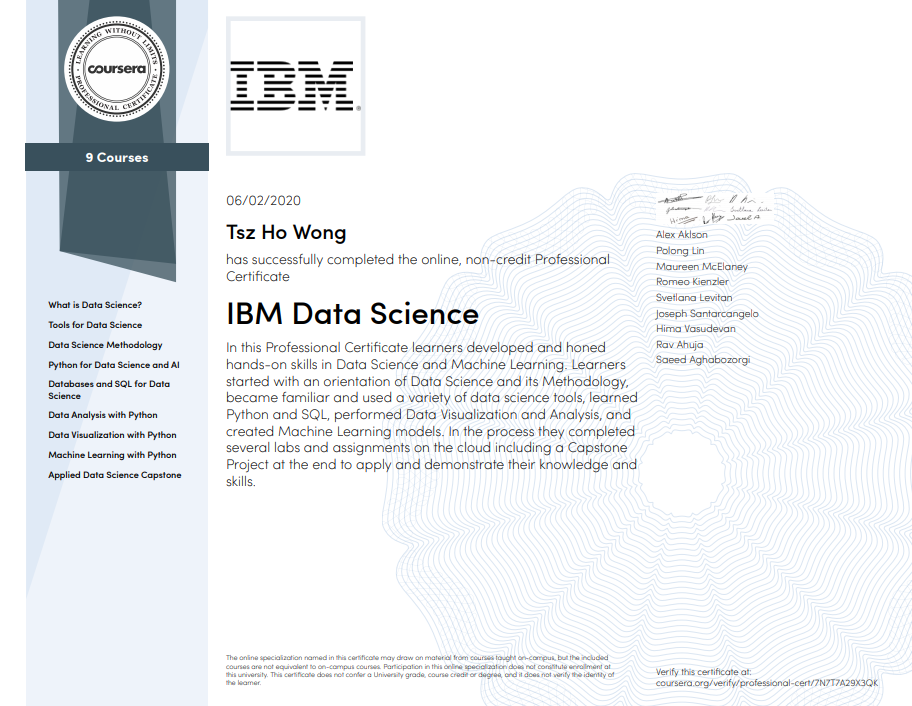 LEARNING WITHOUT LIMITS
coursera
PROFESSIONAL CERTIFICATE
9 Courses
What is Data Science?
Tools for Data Science
Data Science Methodology
Python for Data Science and AI
Databases and SQL for Data
Science
Data Analysis with Python
Data Visualization with Python
Machine Learning with Python
Applied Data Science Capstone
IBM®
06/02/2020
Tsz Ho Wong
has successfully completed the online, non-credit Professional
Certificate
IBM Data Science
In this Professional Certificate learners developed and honed
hands-on skills in Data Science and Machine Learning. Learners
started with an orientation of Data Science and its Methodology,
became familiar and used a variety of data science tools, learned
Python and SQL, performed Data Visualization and Analysis, and
created Machine Learning models. In the process they completed
several labs and assignments on the cloud including a Capstone
Project at the end to apply and demonstrate their knowledge and
skills.
Alex Aklson
Polong Lin
Maureen McElaney
Romeo Kienzler
Svetlana Levitan
Joseph Santarcangelo
Hima Vasudevan
Rav Ahuja
Saeed Aghabozorgi
The online specialization named in this certificate may draw on material from courses taught on-campus, but the included
courses are not equivalent to on-campus courses. Participation in this online specialization does not constitute enrollment at
this university. This certificate does not confer a University grade, course credit or degree, and it does not verify the identity of
the learner.
Verify this certificate at:
coursera.org/verify/professional-cert/7N7T7A29X3QK